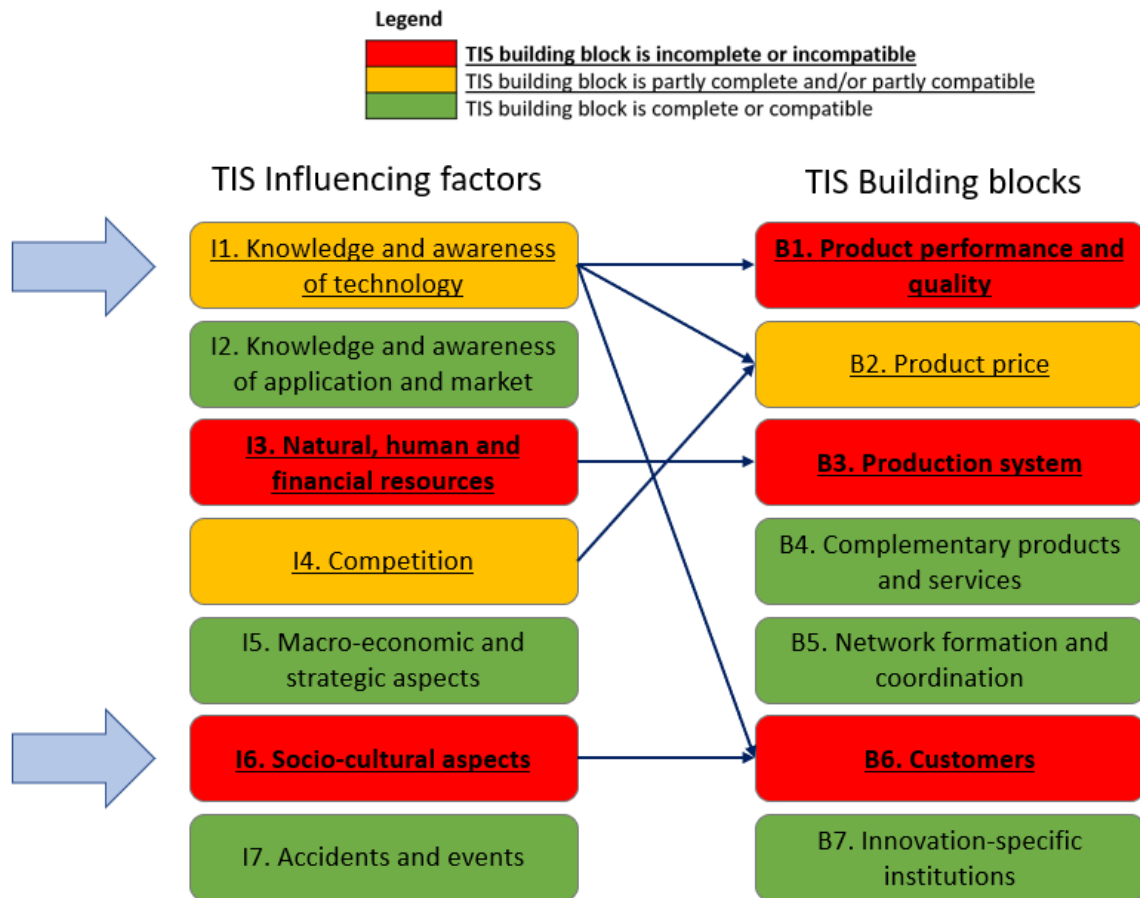 Legend
TIS building block is incomplete or incompatible
TIS building block is partly complete and/or partly compatible
TIS building block is complete or compatible
TIS Influencing factors
TIS Building blocks
I1. Knowledge and awareness
of technology
B1. Product performance and
quality
I2. Knowledge and awareness
of application and market
B2. Product price
I3. Natural, human and
financial resources
B3. Production system
I4. Competition
B4. Complementary products
and services
I5. Macro-economic and
strategic aspects
B5. Network formation and
coordination
I6. Socio-cultural aspects
B6. Customers
I7. Accidents and events
B7. Innovation-specific
institutions